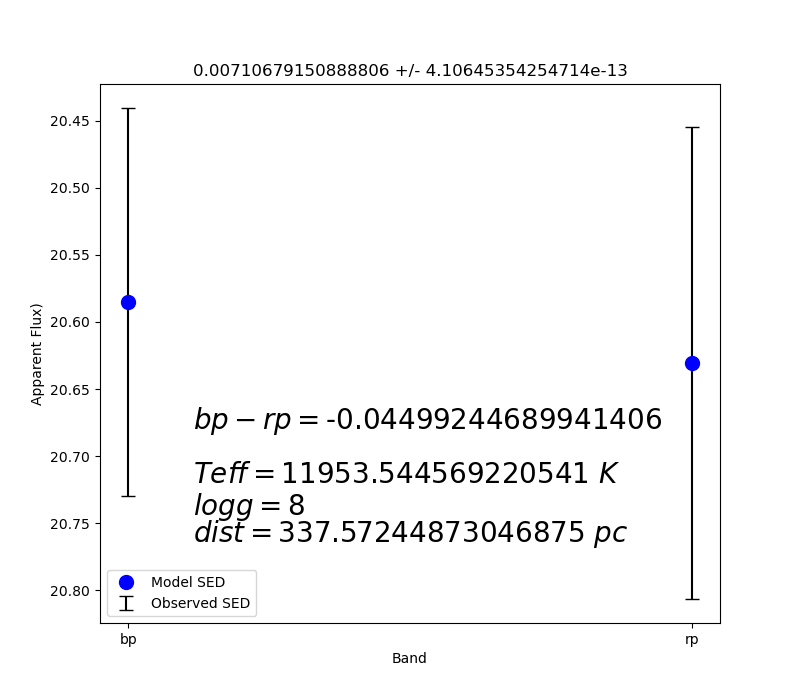 0.00710679150888806 +/- 4.10645354254714e-13
20.45
20.50
20.55
20.60
20.65
20.70
20.75
20.80
Apparent Flux)
bp − rp = -0.04499244689941406
Teff = 11953.544569220541 K
logg = 8
dist = 337.57244873046875 pc
Model SED
Observed SED
bp
rp
Band